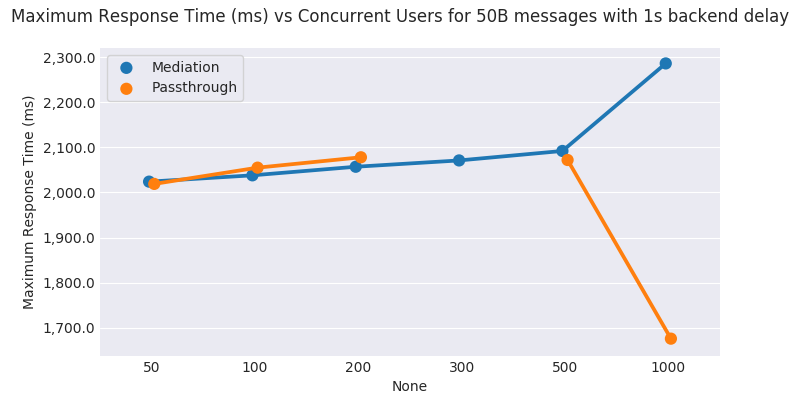 Maximum Response Time (ms) vs Concurrent Users for 50B messages with 1s backend delay
Mediation
Passthrough
Maximum Response Time (ms)
2,300.0
2,200.0
2,100.0
2,000.0
1,900.0
1,800.0
1,700.0
50 100 200 300 500 1000
None